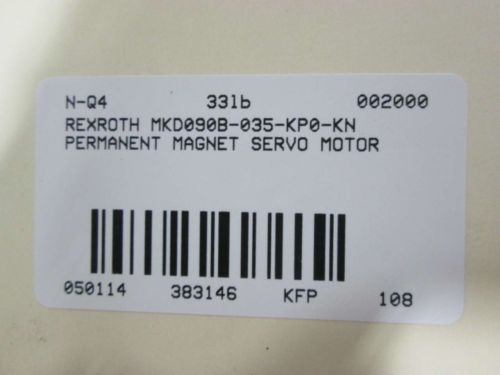 N-Q4 331b 002000
REXROTH MKD090B-035-KP0-KN
PERMANENT MAGNET SERVO MOTOR
050114 383146 KFP 108